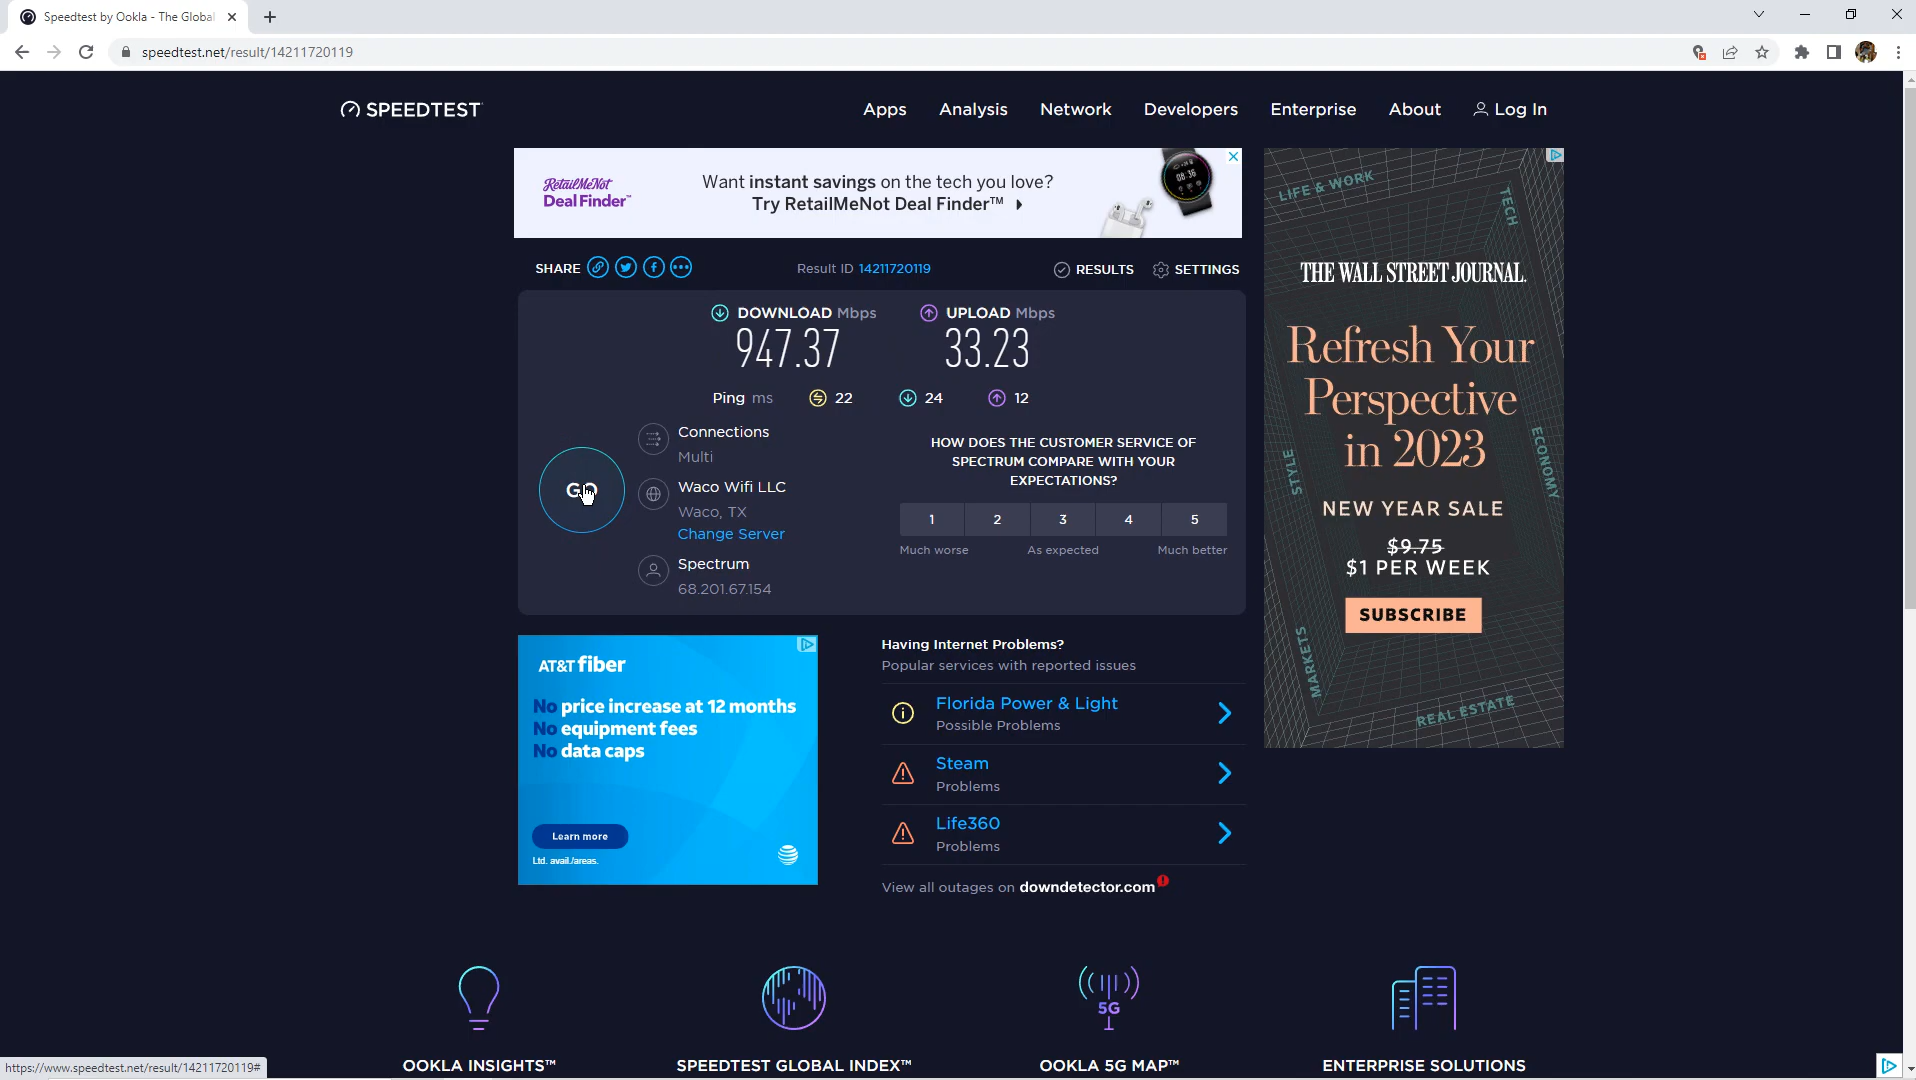 Speedtest by Ookla - The Global
speedtest.net/result/14211720119
SPEEDTEST
Apps Analysis Network Developers Enterprise About Log In
RetailMeNot
Deal Finder™
Want instant savings on the tech you love?
Try RetailMeNot Deal Finder™
08:36
SHARE
Result ID 14211720119
RESULTS SETTINGS
DOWNLOAD Mbps
947.37
UPLOAD Mbps
33.23
Ping ms 22 24 12
GO
Connections
Multi
Waco Wifi LLC
Waco, TX
Change Server
Spectrum
68.201.67.154
HOW DOES THE CUSTOMER SERVICE OF
SPECTRUM COMPARE WITH YOUR
EXPECTATIONS?
1 2 3 4 5
Much worse As expected Much better
LIFE & WORK
TECH
THE WALL STREET JOURNAL.
Refresh Your
Perspective
in 2023
STYLE
ECONOMY
NEW YEAR SALE
$9.75
$1 PER WEEK
SUBSCRIBE
MARKETS
REAL ESTATE
AT&T fiber
No price increase at 12 months
No equipment fees
No data caps
Learn more
Ltd. avail./areas.
Having Internet Problems?
Popular services with reported issues
Florida Power & Light
Possible Problems
Steam
Problems
Life360
Problems
View all outages on downdetector.com
5G
OOKLA INSIGHTS™ SPEEDTEST GLOBAL INDEX™ OOKLA 5G MAP™ ENTERPRISE SOLUTIONS
https://www.speedtest.net/result/14211720119#